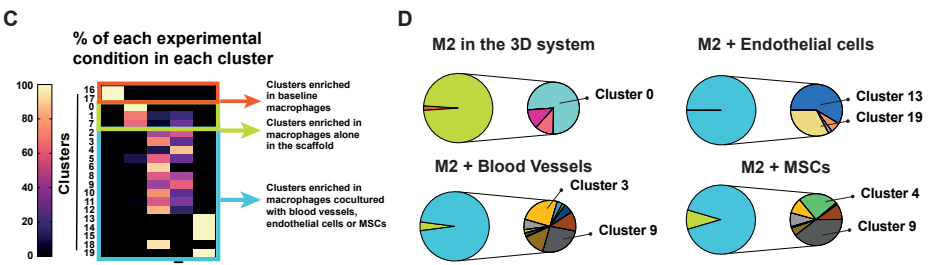 C
% of each experimental
condition in each cluster
100
80
60
40
20
0
Clusters
16
17
0
1
7
2
3
4
5
6
8
9
10
11
12
13
14
15
18
19
Clusters enriched
in baseline
macrophages
Clusters enriched in
macrophages alone
in the scaffold
Clusters enriched in
macrophages cocultured
with blood vessels,
endothelial cells or MSCs
D
M2 in the 3D system
Cluster 0
M2 + Endothelial cells
Cluster 13
Cluster 19
M2 + Blood Vessels
Cluster 3
Cluster 9
M2 + MSCs
Cluster 4
Cluster 9